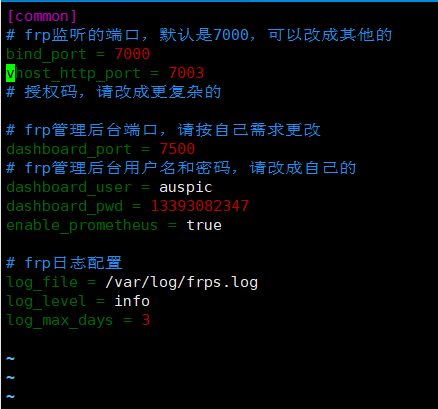 [common]
# frp监听的端口，默认是7000，可以改成其他的
bind_port = 7000
vhost_http_port = 7003
# 授权码，请改成更复杂的
# frp管理后台端口，请按自己需求更改
dashboard_port = 7500
# frp管理后台用户名和密码，请改成自己的
dashboard_user = auspic
dashboard_pwd = 13393082347
enable_prometheus = true
# frp日志配置
log_file = /var/log/frps.log
log_level = info
log_max_days = 3
~
~
~